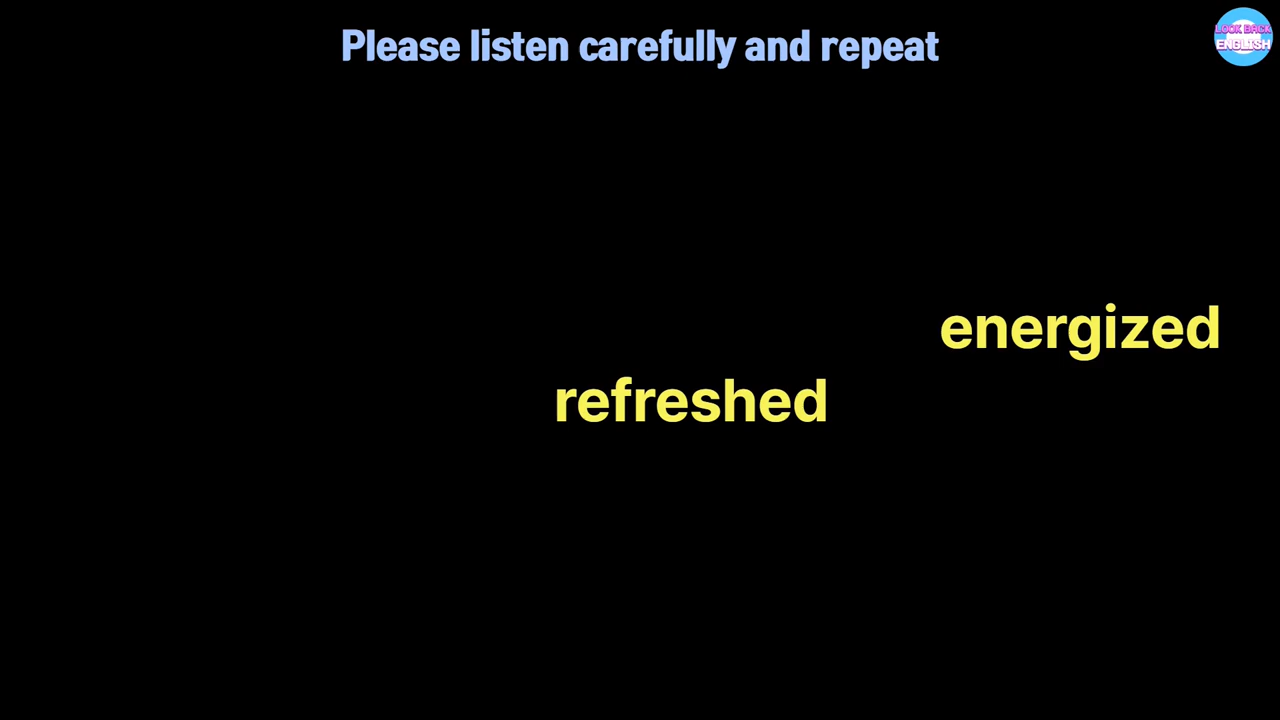 Please listen carefully and repeat
LOOK BACK
ENGLISH
energized
refreshed